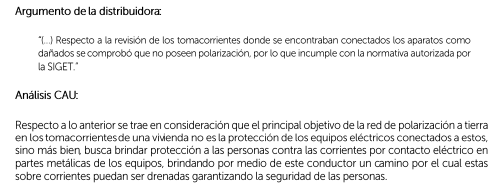 Argumento de la distribuidora:
"(...) Respecto a la revisión de los tomacorrientes donde se encontraban conectados los aparatos como
dañados se comprobó que no poseen polarización, por lo que incumple con la normativa autorizada por
la SIGET."
Análisis CAU:
Respecto a lo anterior se trae en consideración que el principal objetivo de la red de polarización a tierra
en los tomacorrientes de una vivienda no es la protección de los equipos eléctricos conectados a estos,
sino más bien, busca brindar protección a las personas contra las corrientes por contacto eléctrico en
partes metálicas de los equipos, brindando por medio de este conductor un camino por el cual estas
sobre corrientes puedan ser drenadas garantizando la seguridad de las personas.